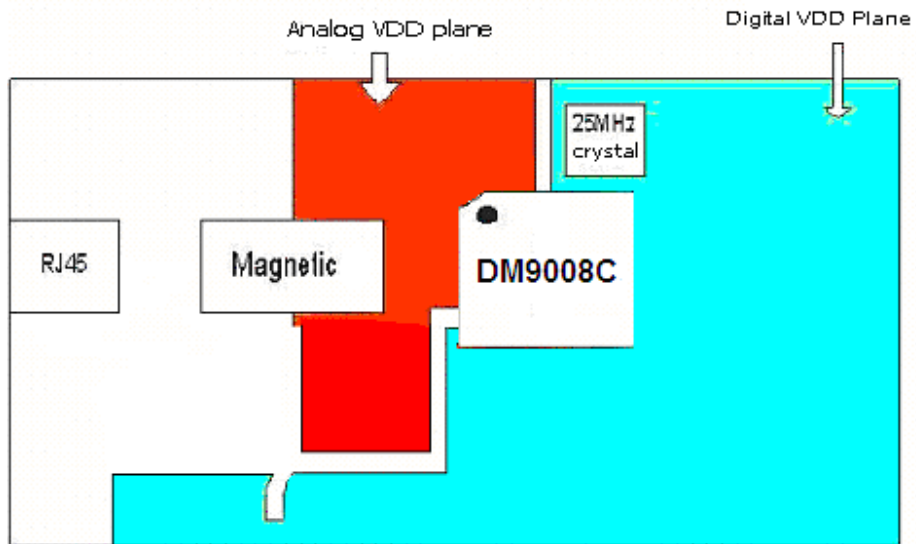 Analog VDD plane
Digital VDD Plane
25MHz
crystal
RJ45
Magnetic
DM9008C